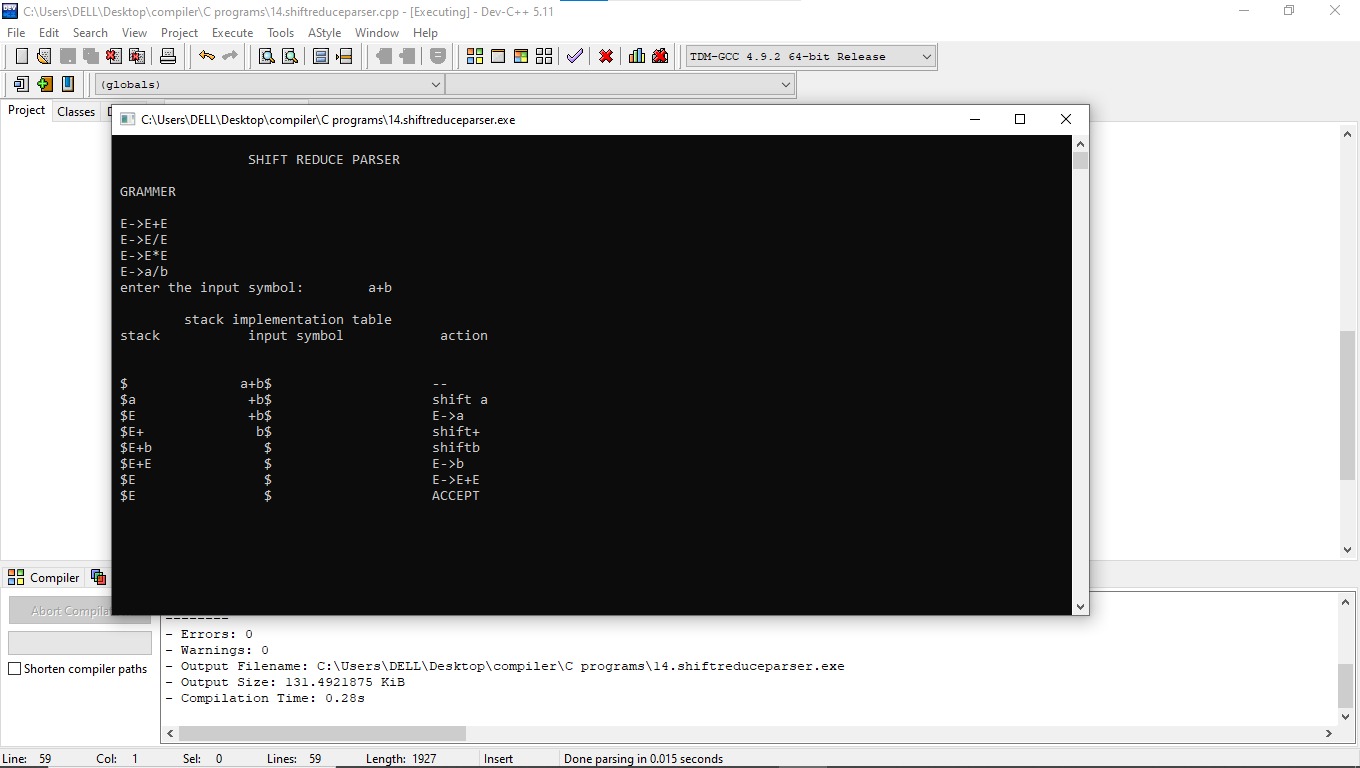 C:\Users\DELL\Desktop\compiler\C programs\14.shiftreduceparser.cpp - [Executing] - Dev-C++ 5.11
File Edit Search View Project Execute Tools AStyle Window Help
TDM-GCC 4.9.2 64-bit Release
(globals)
Project Classes
C:\Users\DELL\Desktop\compiler\C programs\14.shiftreduceparser.exe
SHIFT REDUCE PARSER
GRAMMER
E->E+E
E->E/E
E->E*E
E->a/b
enter the input symbol: a+b
stack implementation table
stack input symbol action
$ a+b$ --
$a +b$ shift a
$E +b$ E->a
$E+ b$ shift+
$E+b $ shiftb
$E+E $ E->b
$E $ E->E+E
$E $ ACCEPT
Compiler
Abort Compilat
Shorten compiler paths
--------
- Errors: 0
- Warnings: 0
- Output Filename: C:\Users\DELL\Desktop\compiler\C programs\14.shiftreduceparser.exe
- Output Size: 131.4921875 KiB
- Compilation Time: 0.28s
Line: 59 Col: 1 Sel: 0 Lines: 59 Length: 1927 Insert Done parsing in 0.015 seconds